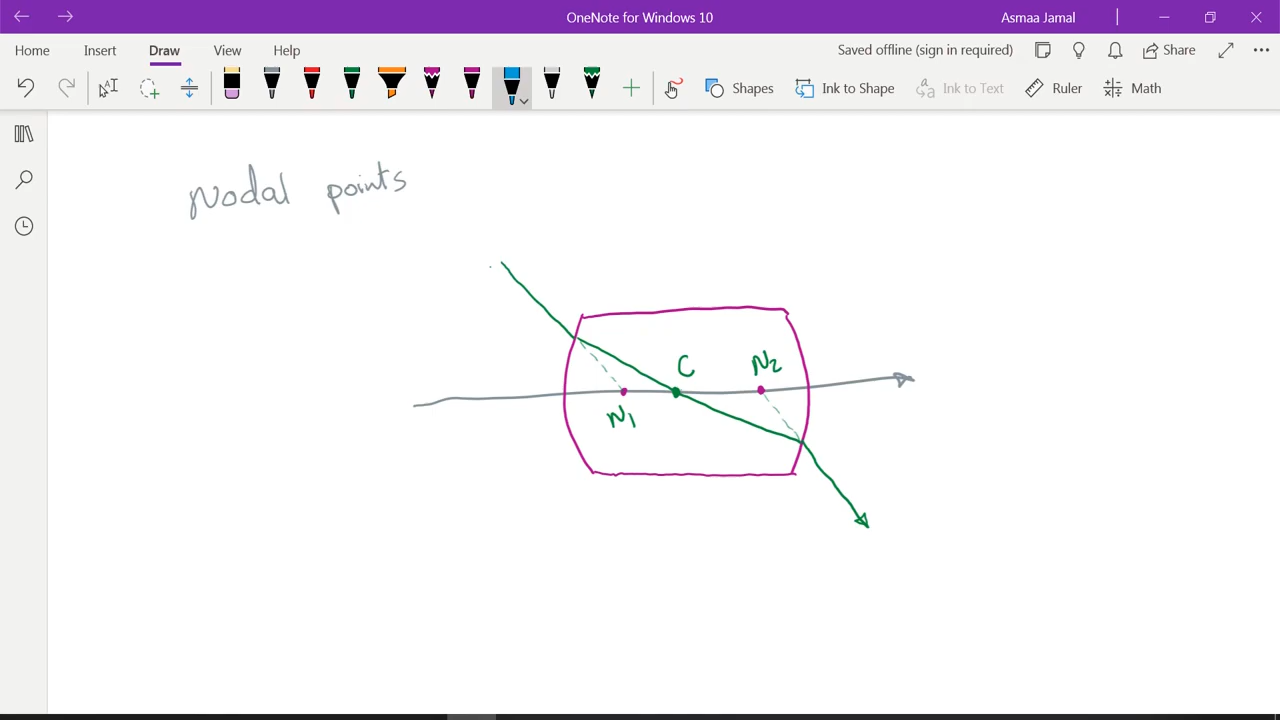 OneNote for Windows 10
Asmaa Jamal
Home Insert Draw View Help
Saved offline (sign in required) Share
Shapes Ink to Shape Ink to Text Ruler Math
Nodal points
C
N2
N1